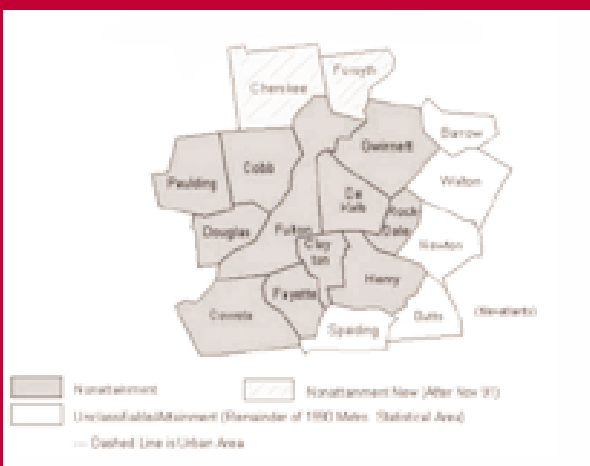 Forsyth
Cherokee
Barrow
Gwinnett
Cobb
Walton
Paulding
De
Kalb
Rock
Dale
Douglas
Fulton
Newton
Clay
ton
Henry
Fayette
Coweta
Butts
Spalding
Nonattainment
Nonattainment New (After Nov 91)
Unclassifiable/Attainment (Remainder of 1990 Metro. Statistical Area)
--- Dashed Line is Urban Area